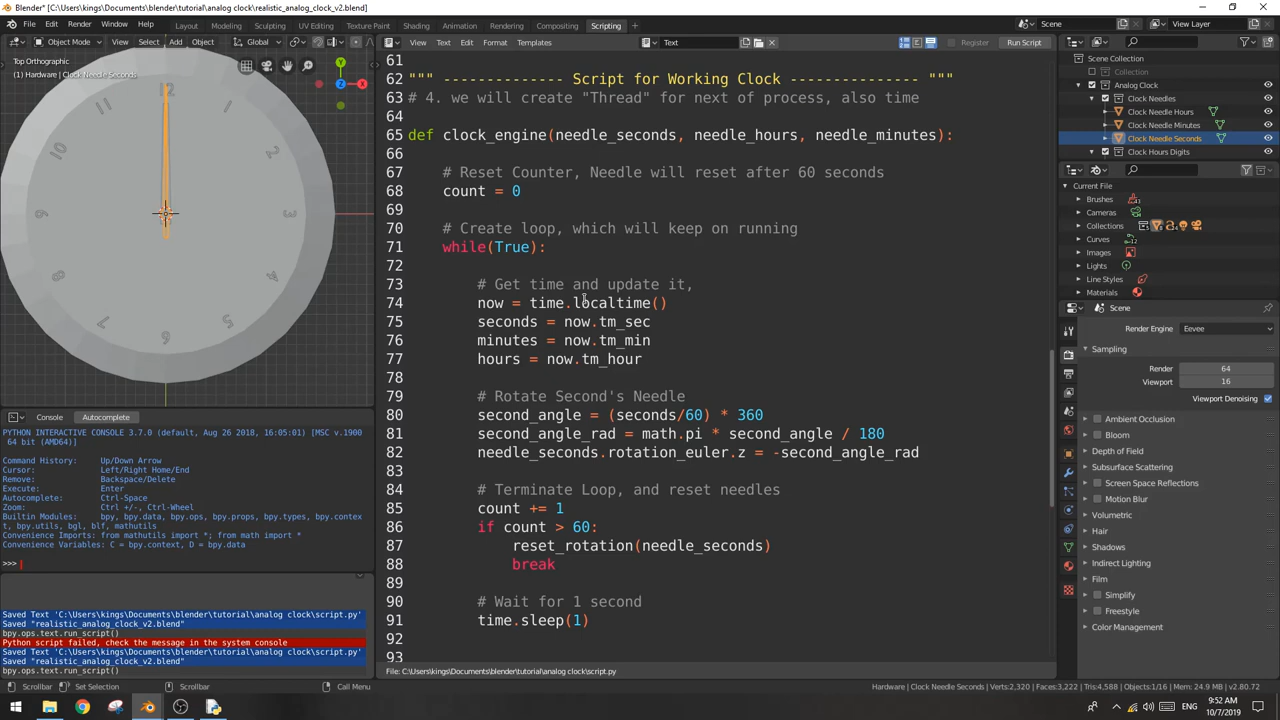 Blender* [C:\Users\kings\Documents\blender\tutorial\analog clock\realistic_analog_clock_v2.blend]
File Edit Render Window Help
Layout Modeling Sculpting UV Editing Texture Paint Shading Animation Rendering Compositing Scripting +
Scene View Layer
Object Mode View Select Add Object Global
View Text Edit Format Templates Text Register Run Script
Top Orthographic
(1) Hardware | Clock Needle Seconds
Y
X
Z
12
11
10
9
8
7
6
5
4
3
2
61
62 """ -------------- Script for Working Clock -------------- """
63 # 4. we will create "Thread" for next of process, also time
64
65 def clock_engine(needle_seconds, needle_hours, needle_minutes):
66
67 # Reset Counter, Needle will reset after 60 seconds
68 count = 0
69
70 # Create loop, which will keep on running
71 while(True):
72
73 # Get time and update it,
74 now = time.localtime()
75 seconds = now.tm_sec
76 minutes = now.tm_min
77 hours = now.tm_hour
78
79 # Rotate Second's Needle
80 second_angle = (seconds/60) * 360
81 second_angle_rad = math.pi * second_angle / 180
82 needle_seconds.rotation_euler.z = -second_angle_rad
83
84 # Terminate Loop, and reset needles
85 count += 1
86 if count > 60:
87 reset_rotation(needle_seconds)
88 break
89
90 # Wait for 1 second
91 time.sleep(1)
92
93
File: C:\Users\kings\Documents\blender\tutorial\analog clock\script.py
Console Autocomplete
PYTHON INTERACTIVE CONSOLE 3.7.0 (default, Aug 26 2018, 16:05:01) [MSC v.1900
64 bit (AMD64)]
Command History: Up/Down Arrow
Cursor: Left/Right Home/End
Remove: Backspace/Delete
Execute: Enter
Autocomplete: Ctrl-Space
Zoom: Ctrl +/-, Ctrl-Wheel
Builtin Modules: bpy, bpy.data, bpy.ops, bpy.props, bpy.types, bpy.contex
t, bpy.utils, bgl, blf, mathutils
Convenience Imports: from mathutils import *; from math import *
Convenience Variables: C = bpy.context, D = bpy.data
>>>
Saved Text 'C:\Users\kings\Documents\blender\tutorial\analog clock\script.py'
Saved "realistic_analog_clock_v2.blend"
bpy.ops.text.run_script()
Python script failed, check the message in the system console
Saved Text 'C:\Users\kings\Documents\blender\tutorial\analog clock\script.py'
Saved "realistic_analog_clock_v2.blend"
bpy.ops.text.run_script()
Scene Collection
Collection
Analog Clock
Clock Needles
Clock Needle Hours
Clock Needle Minutes
Clock Needle Seconds
Clock Hours Digits
Current File
Brushes
Cameras
Collections
Curves
Images
Lights
Line Styles
Materials
Scene
Render Engine Eevee
Sampling
Render 64
Viewport 16
Viewport Denoising
Ambient Occlusion
Bloom
Depth of Field
Subsurface Scattering
Screen Space Reflections
Motion Blur
Volumetric
Hair
Shadows
Indirect Lighting
Film
Simplify
Freestyle
Color Management
Scrollbar Set Selection Scrollbar Call Menu
Hardware | Clock Needle Seconds | Verts:2,320 | Faces:3,222 | Tris:4,588 | Objects:1/16 | Mem: 24.9 MB | v2.80.72
ENG 9:52 AM
10/7/2019